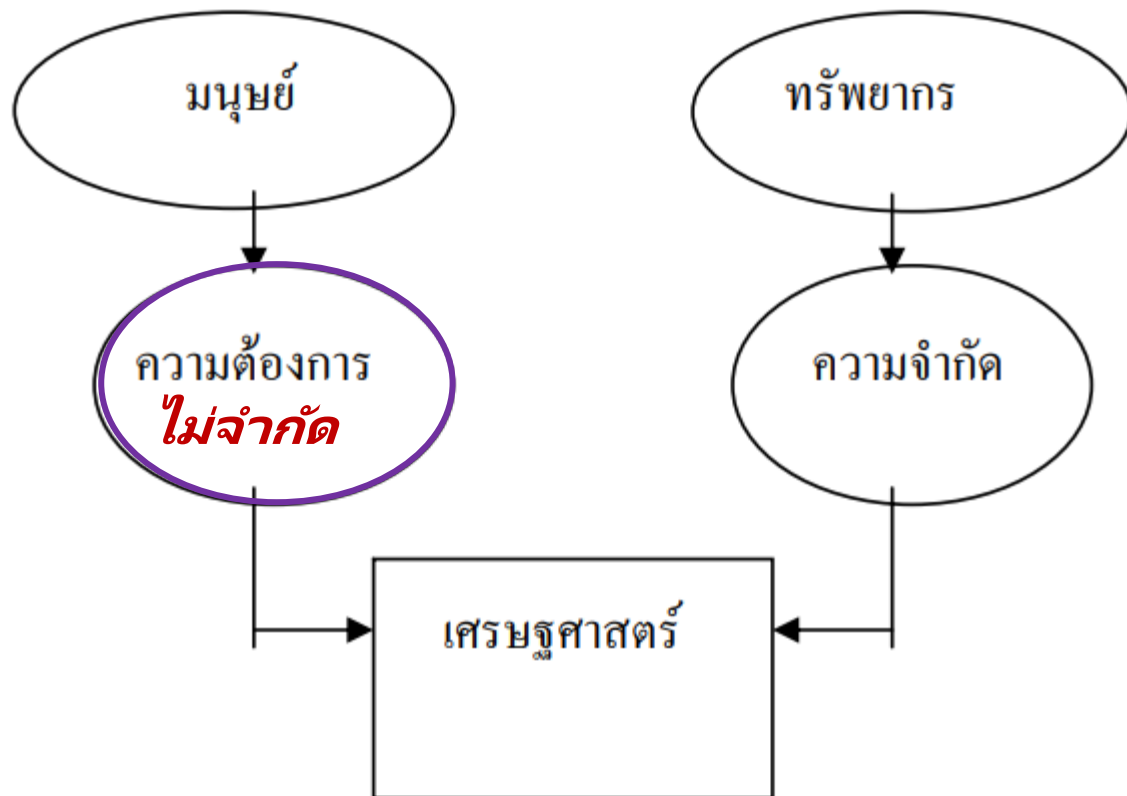 มนุษย์
ทรัพยากร
ความต้องการ
ไม่จำกัด
ความจำกัด
เศรษฐศาสตร์